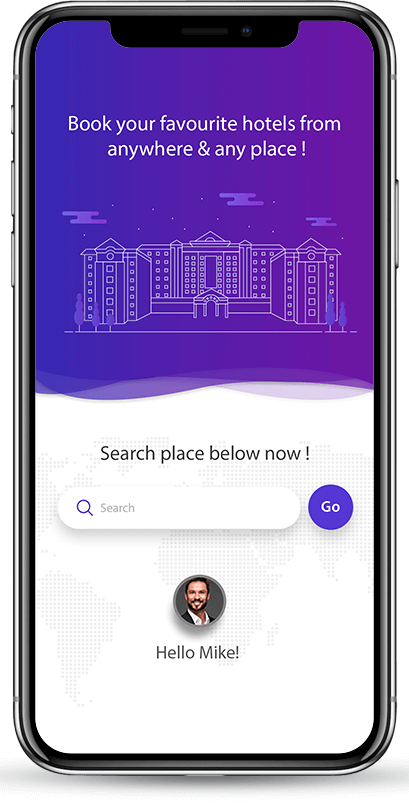 Book your favourite hotels from
anywhere & any place !
Search place below now !
Search
Go
Hello Mike!